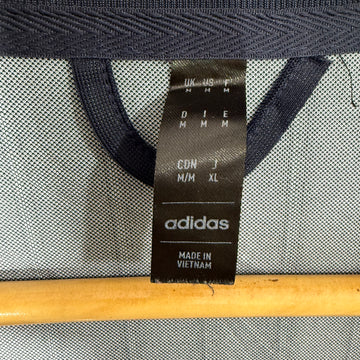 UK US F
M M M
D I E
M M M
CDN J
M/M XL
adidas
MADE IN
VIETNAM